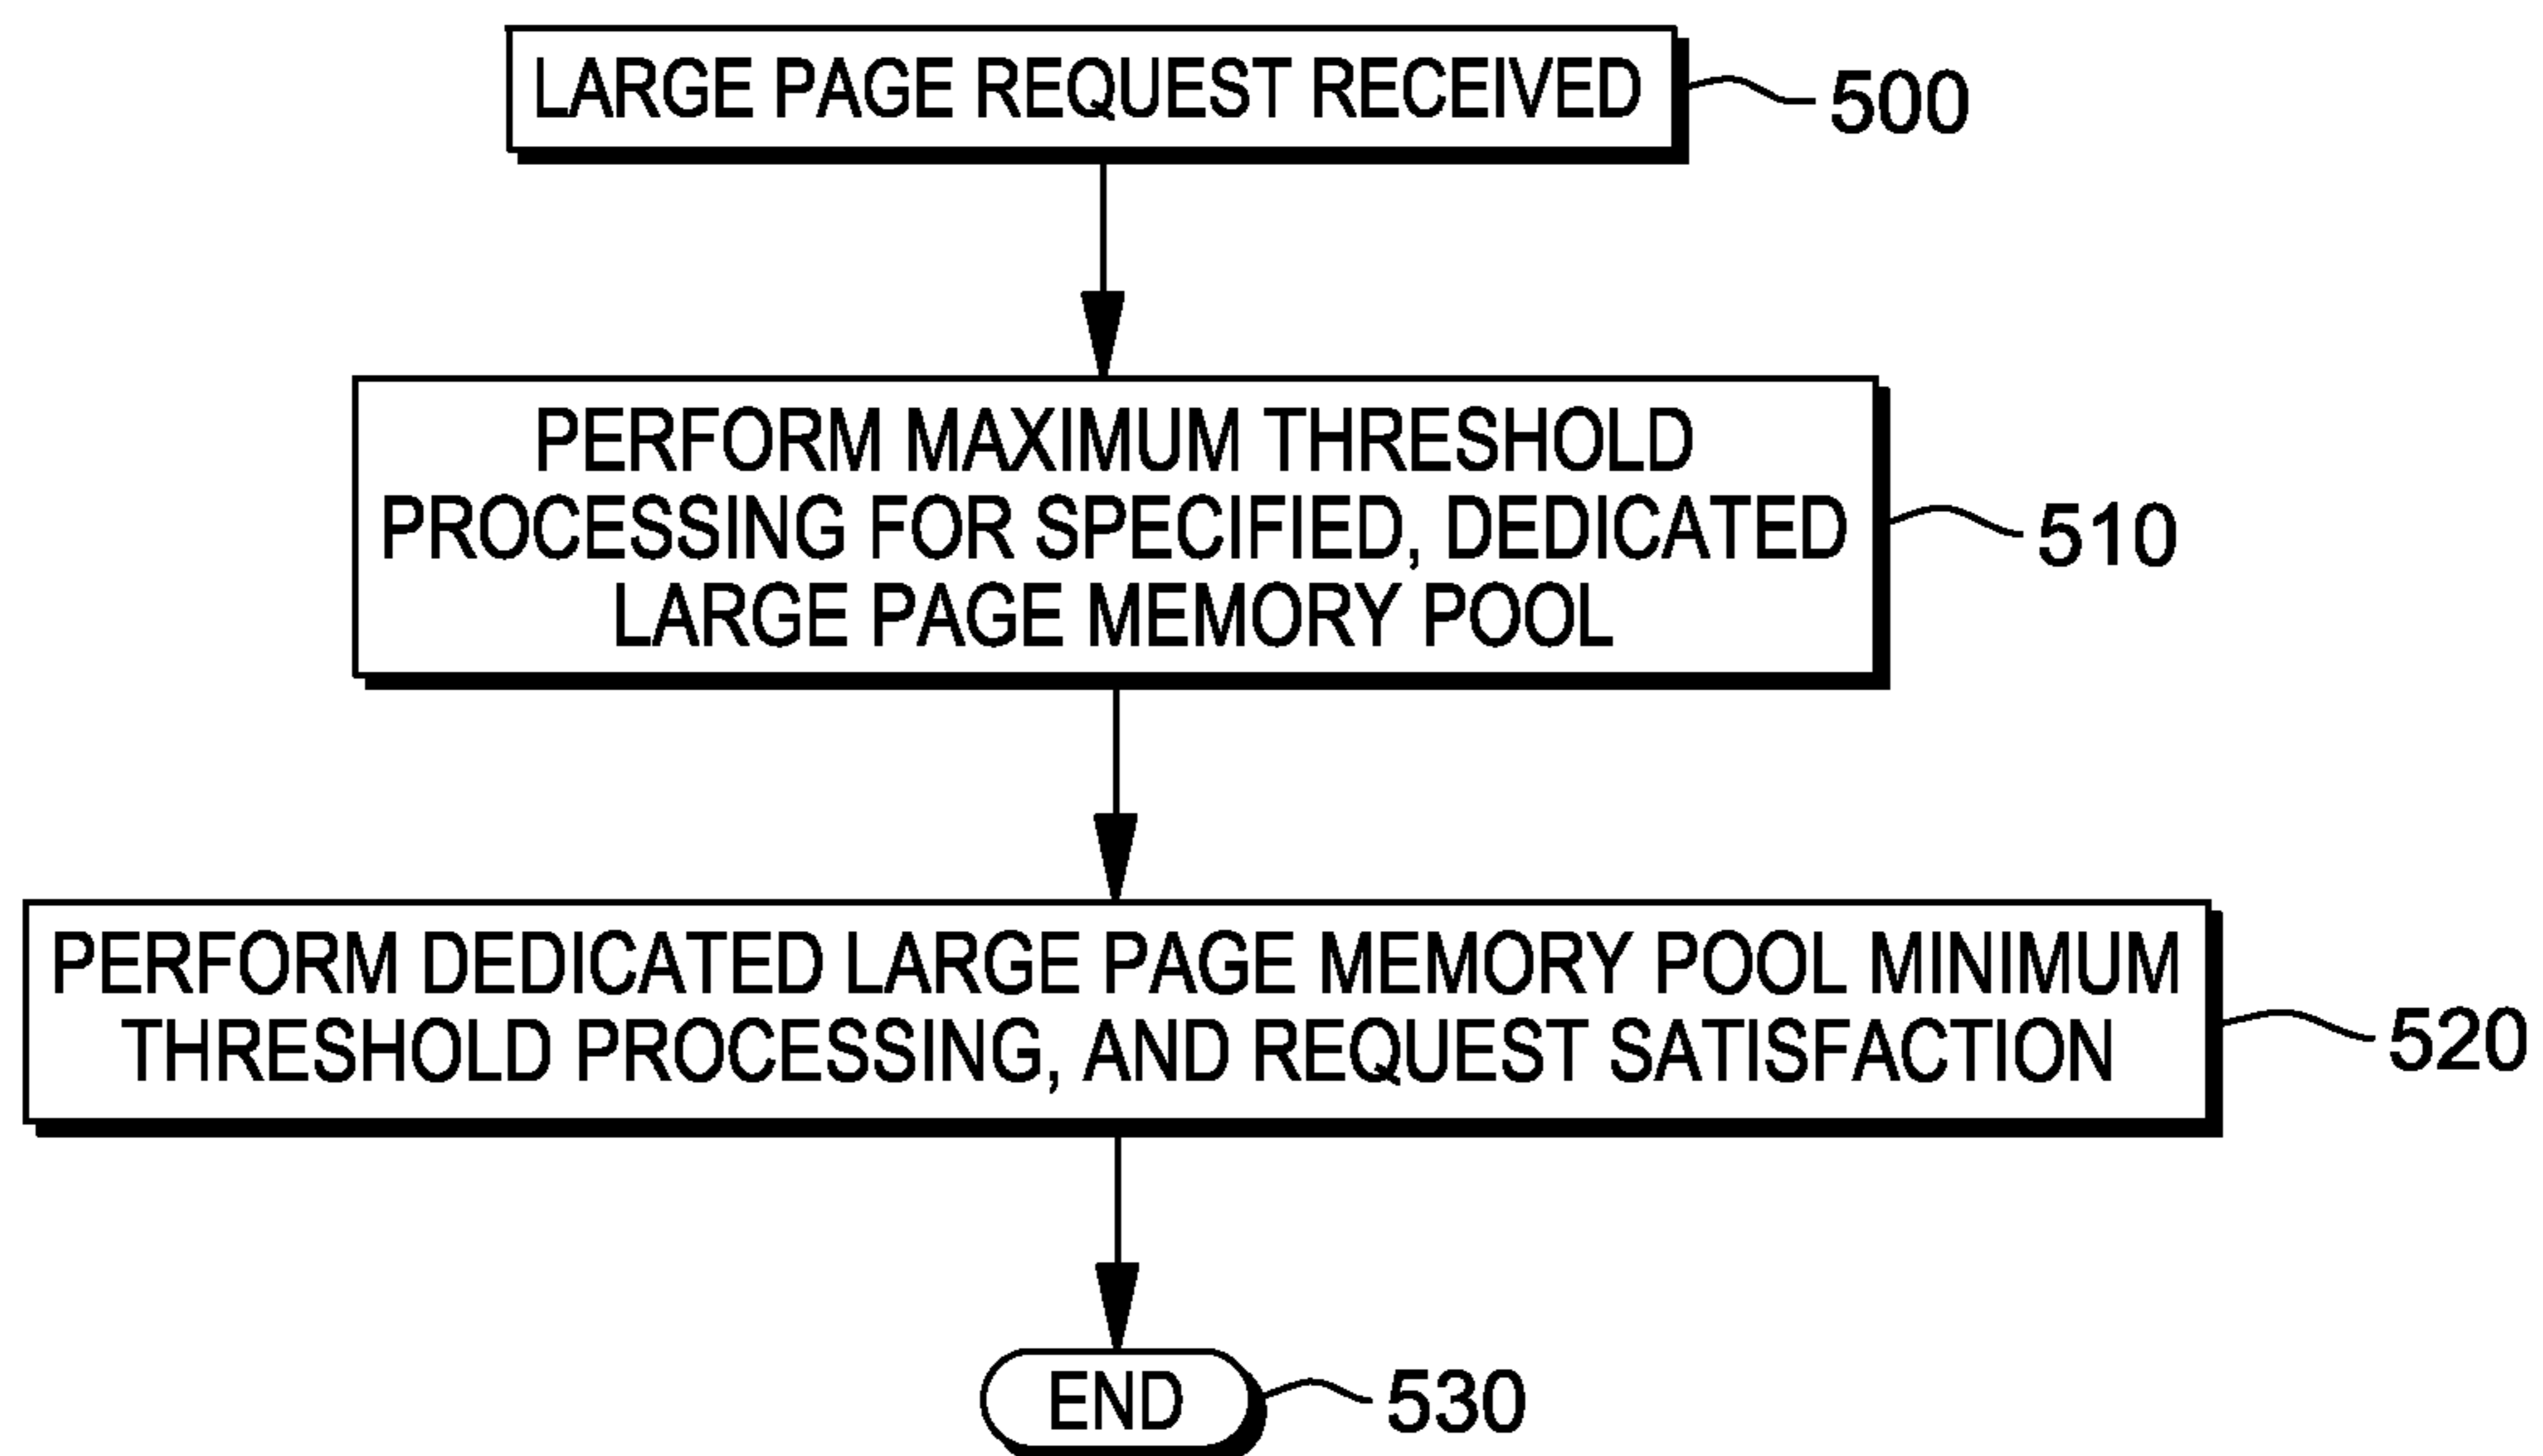 LARGE PAGE REQUEST RECEIVED
500
PERFORM MAXIMUM THRESHOLD
PROCESSING FOR SPECIFIED, DEDICATED
LARGE PAGE MEMORY POOL
510
PERFORM DEDICATED LARGE PAGE MEMORY POOL MINIMUM
THRESHOLD PROCESSING, AND REQUEST SATISFACTION
520
END
530